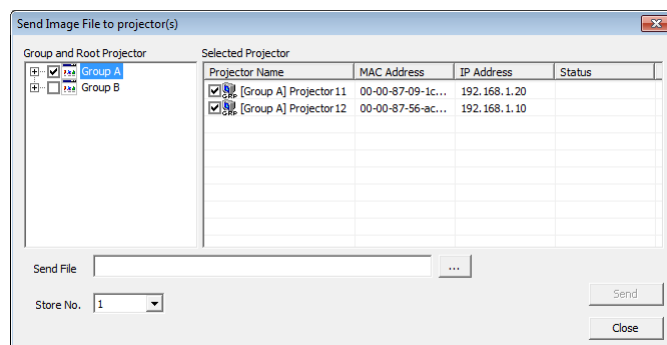 Send Image File to projector(s)
Group and Root Projector
Selected Projector
Group A
Group B
Projector Name MAC Address IP Address Status
[Group A] Projector11 00-00-87-09-1c... 192.168.1.20
[Group A] Projector12 00-00-87-56-ac... 192.168.1.10
Send File ...
Store No. 1
Send
Close